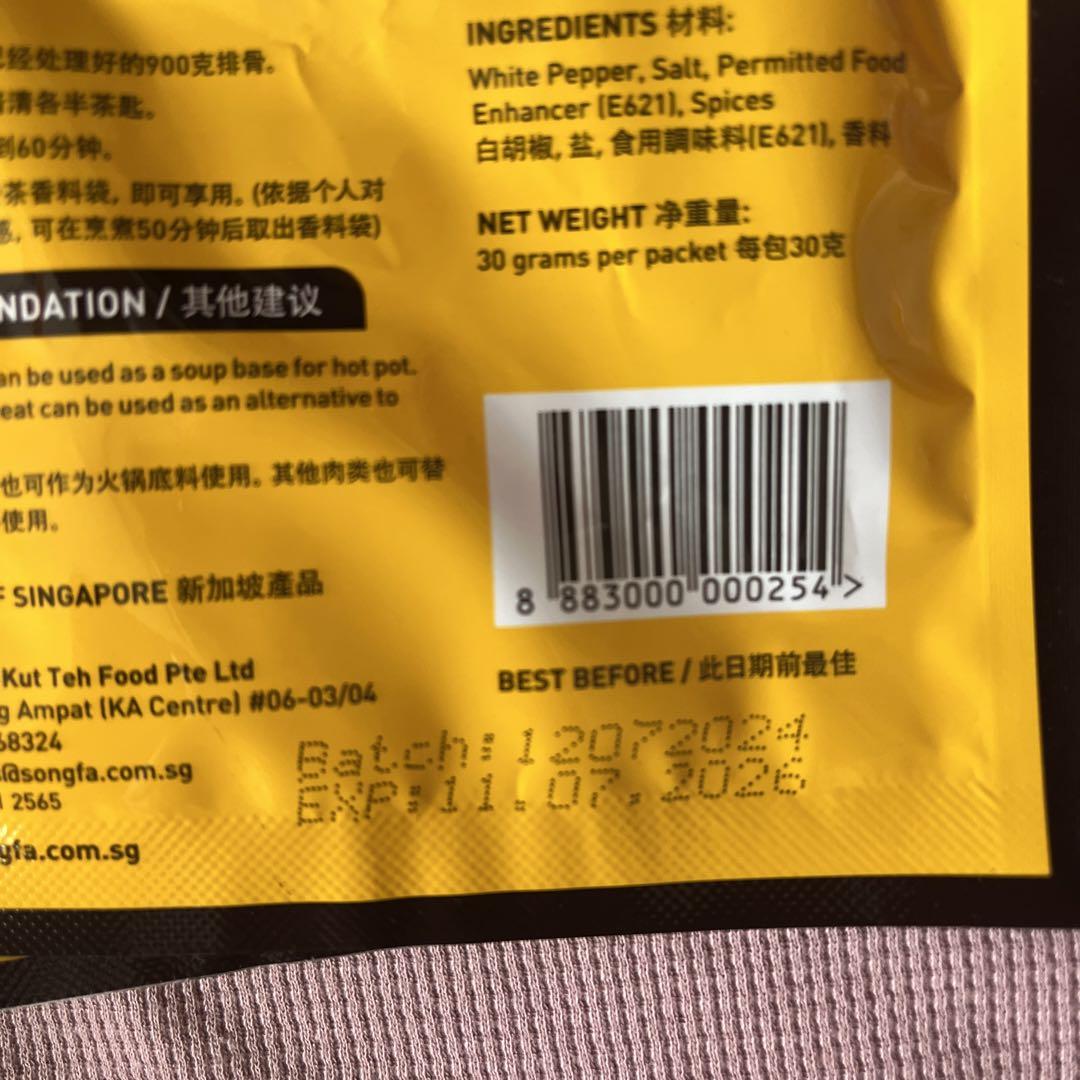 经处理好的900克排骨。
清各半茶匙。
到60分钟。
茶香料袋, 即可享用。(依据个人对
感, 可在烹煮50分钟后取出香料袋)
NDATION / 其他建议
an be used as a soup base for hot pot.
eat can be used as an alternative to
也可作为火锅底料使用。其他肉类也可替
使用。
F SINGAPORE 新加坡產品
Kut Teh Food Pte Ltd
g Ampat (KA Centre) #06-03/04
68324
@songfa.com.sg
2565
gfa.com.sg
INGREDIENTS 材料:
White Pepper, Salt, Permitted Food
Enhancer (E621), Spices
白胡椒, 盐, 食用調味料(E621), 香料
NET WEIGHT 净重量:
30 grams per packet 每包30克
8 883000 000254 >
BEST BEFORE / 此日期前最佳
Batch: 12072024
EXP:11.07.2026